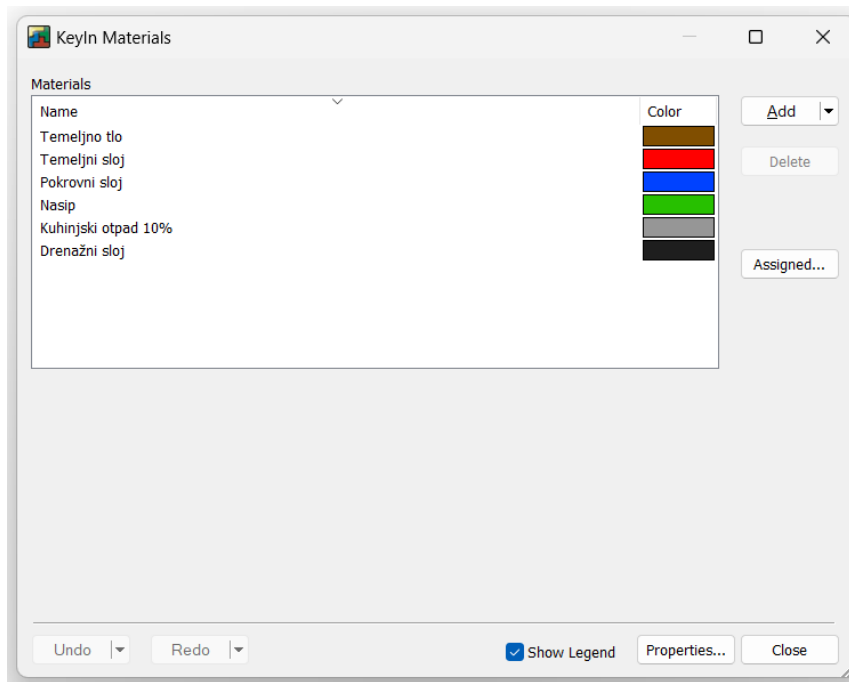 KeyIn Materials
Materials
Name Color
Temeljno tlo
Temeljni sloj
Pokrovni sloj
Nasip
Kuhinjski otpad 10%
Drenažni sloj
Add
Delete
Assigned...
Undo Redo Show Legend Properties... Close